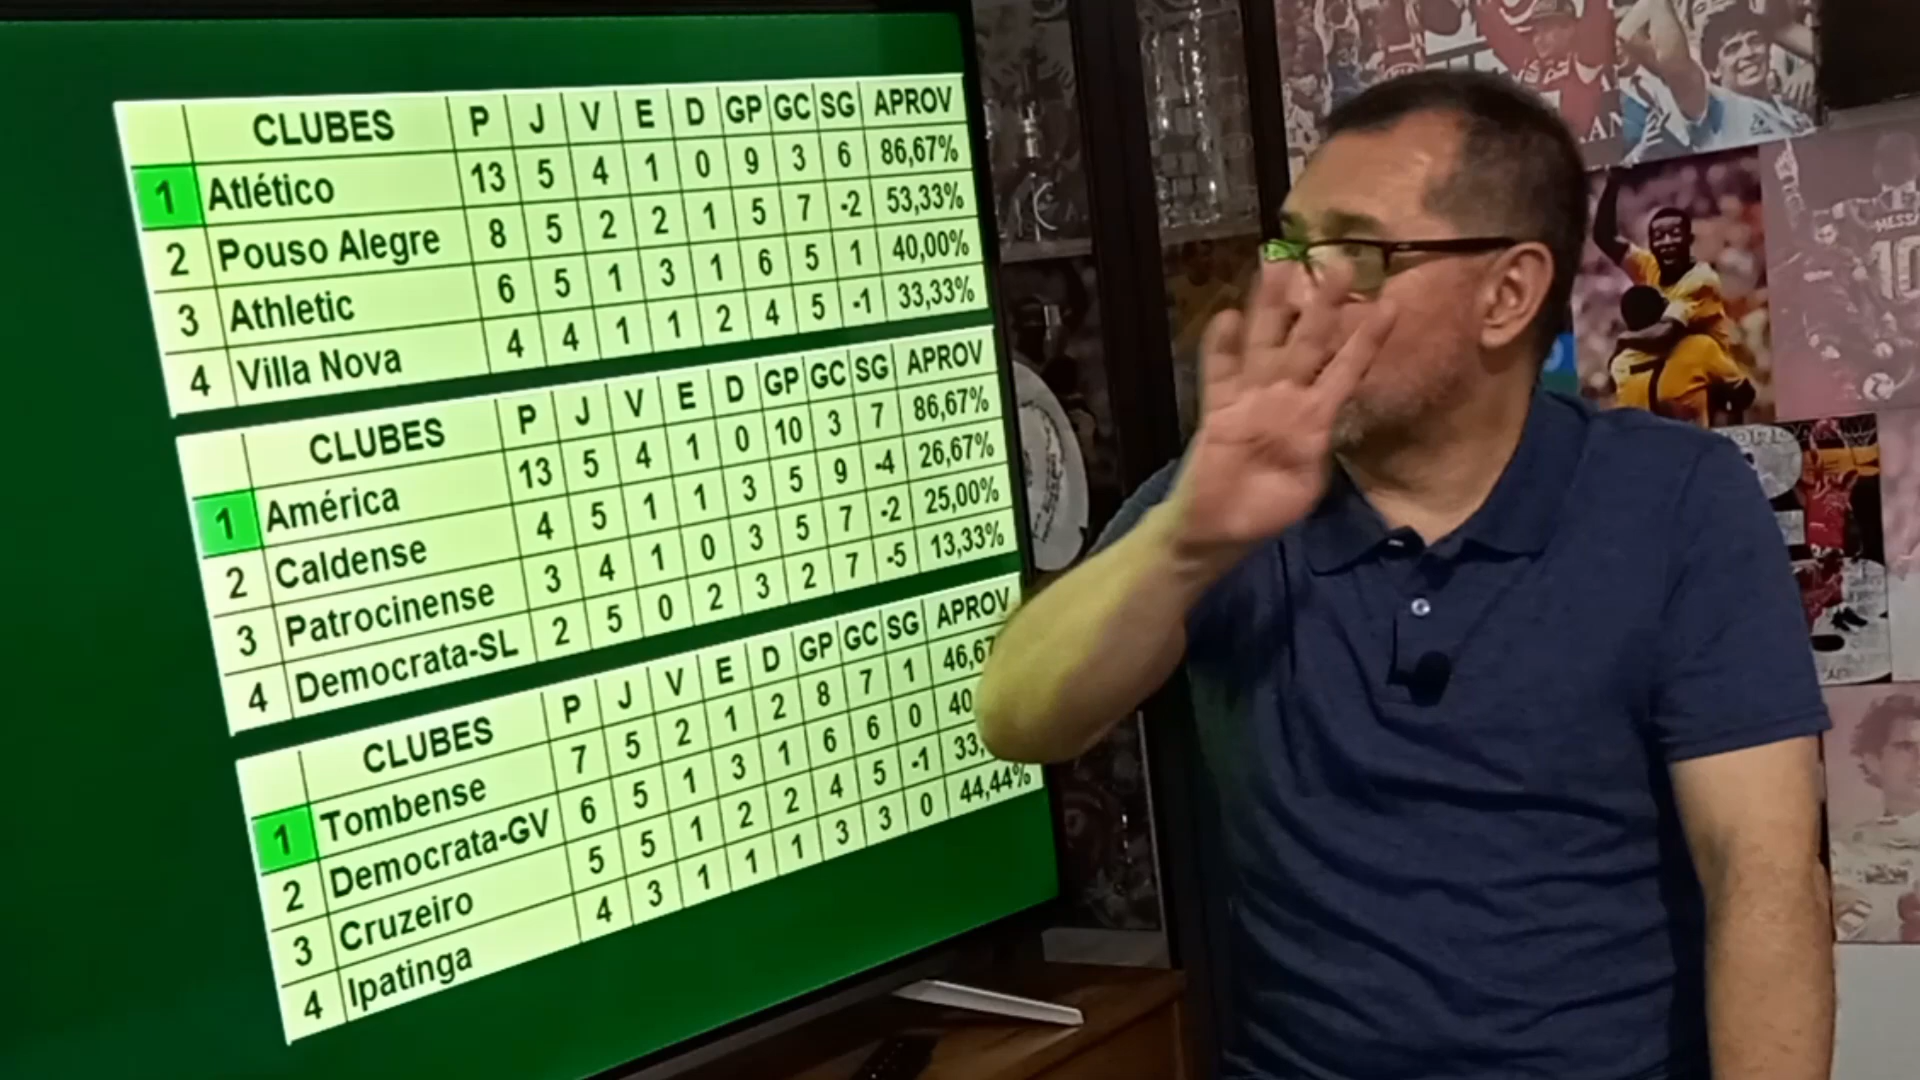 CLUBES P J V E D GP GC SG APROV
1 Atlético 13 5 4 1 0 9 3 6 86,67%
2 Pouso Alegre 8 5 2 2 1 5 7 -2 53,33%
3 Athletic 6 5 1 3 1 6 5 1 40,00%
4 Villa Nova 4 4 1 1 2 4 5 -1 33,33%
CLUBES P J V E D GP GC SG APROV
1 América 13 5 4 1 0 10 3 7 86,67%
2 Caldense 4 5 1 1 3 5 9 -4 26,67%
3 Patrocinense 3 4 1 0 3 5 7 -2 25,00%
4 Democrata-SL 2 5 0 2 3 2 7 -5 13,33%
CLUBES P J V E D GP GC SG APROV
1 Tombense 7 5 2 1 2 8 7 1 46,67
2 Democrata-GV 6 5 1 3 1 6 6 0 40
3 Cruzeiro 5 5 1 2 2 4 5 -1 33,
4 Ipatinga 4 3 1 1 1 3 3 0 44,44%
MESSI
10
7